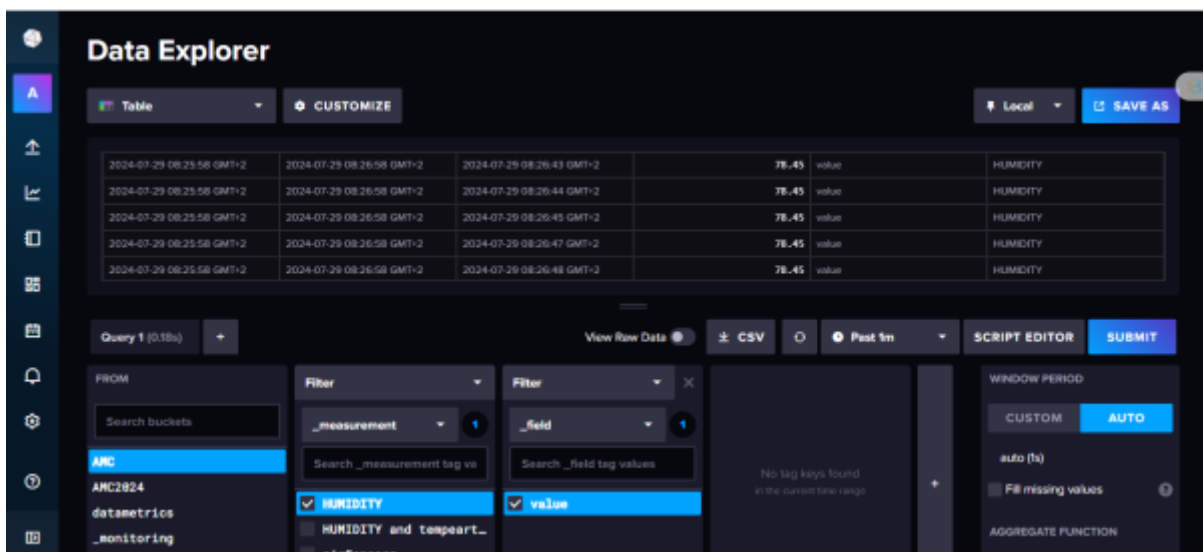 Data Explorer
A
Table
CUSTOMIZE
Local
SAVE AS
2024-07-29 08:25:58 GMT+2 2024-07-29 08:26:58 GMT+2 2024-07-29 08:26:43 GMT+2 78.45 value HUMIDITY
2024-07-29 08:25:58 GMT+2 2024-07-29 08:26:58 GMT+2 2024-07-29 08:26:44 GMT+2 78.45 value HUMIDITY
2024-07-29 08:25:58 GMT+2 2024-07-29 08:26:58 GMT+2 2024-07-29 08:26:45 GMT+2 78.45 value HUMIDITY
2024-07-29 08:25:58 GMT+2 2024-07-29 08:26:58 GMT+2 2024-07-29 08:26:47 GMT+2 78.45 value HUMIDITY
2024-07-29 08:25:58 GMT+2 2024-07-29 08:26:58 GMT+2 2024-07-29 08:26:48 GMT+2 78.45 value HUMIDITY
Query 1 (0.18s) +
View Raw Data
CSV
Past 1m
SCRIPT EDITOR
SUBMIT
FROM
Search buckets
AMC
AMC2024
datametrics
_monitoring
Filter
_measurement 1
Search _measurement tag va
HUMIDITY
HUMIDITY and tempeart…
Filter
_field 1
Search _field tag values
value
No tag keys found
in the current time range
+
WINDOW PERIOD
CUSTOM AUTO
auto (1s)
Fill missing values
AGGREGATE FUNCTION